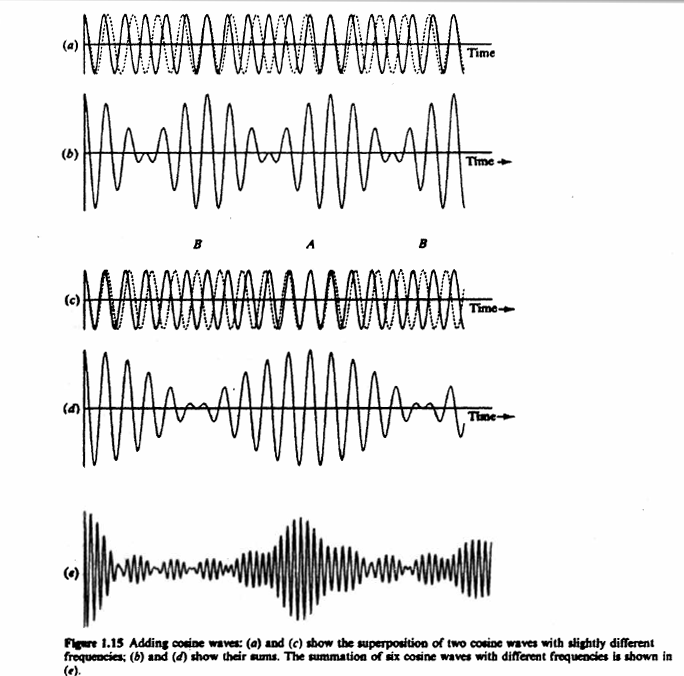 (a)
Time
(b)
Time
B A B
(c)
Time
(d)
Time
(e)
Figure 1.15 Adding cosine waves: (a) and (c) show the superposition of two cosine waves with slightly different
frequencies; (b) and (d) show their sums. The summation of six cosine waves with different frequencies is shown in
(e).